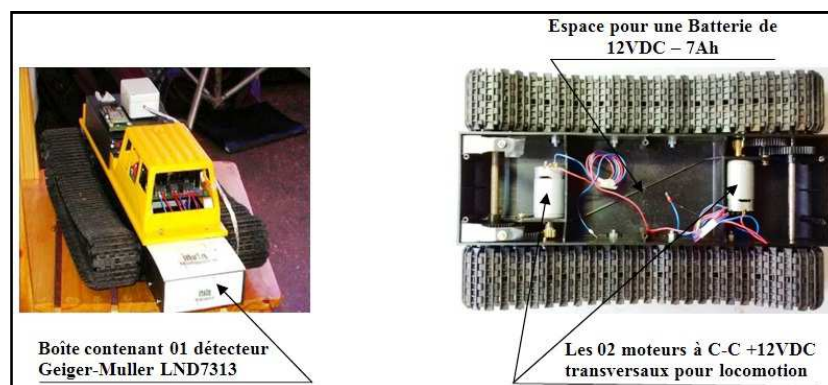 Espace pour une Batterie de
12VDC – 7Ah
Boîte contenant 01 détecteur
Geiger-Muller LND7313
Les 02 moteurs à C-C +12VDC
transversaux pour locomotion